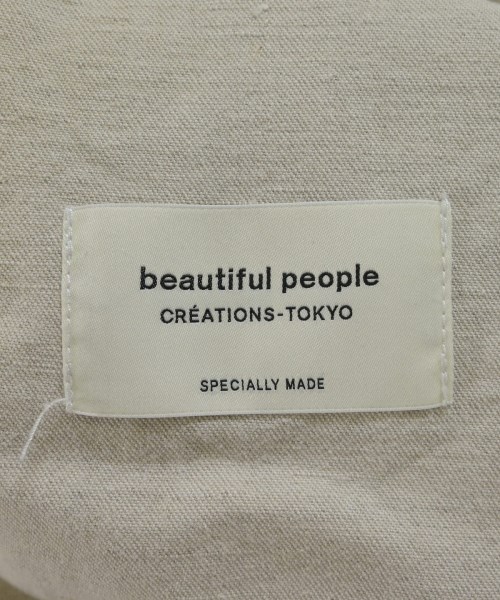 beautiful people
CRÉATIONS-TOKYO
SPECIALLY MADE